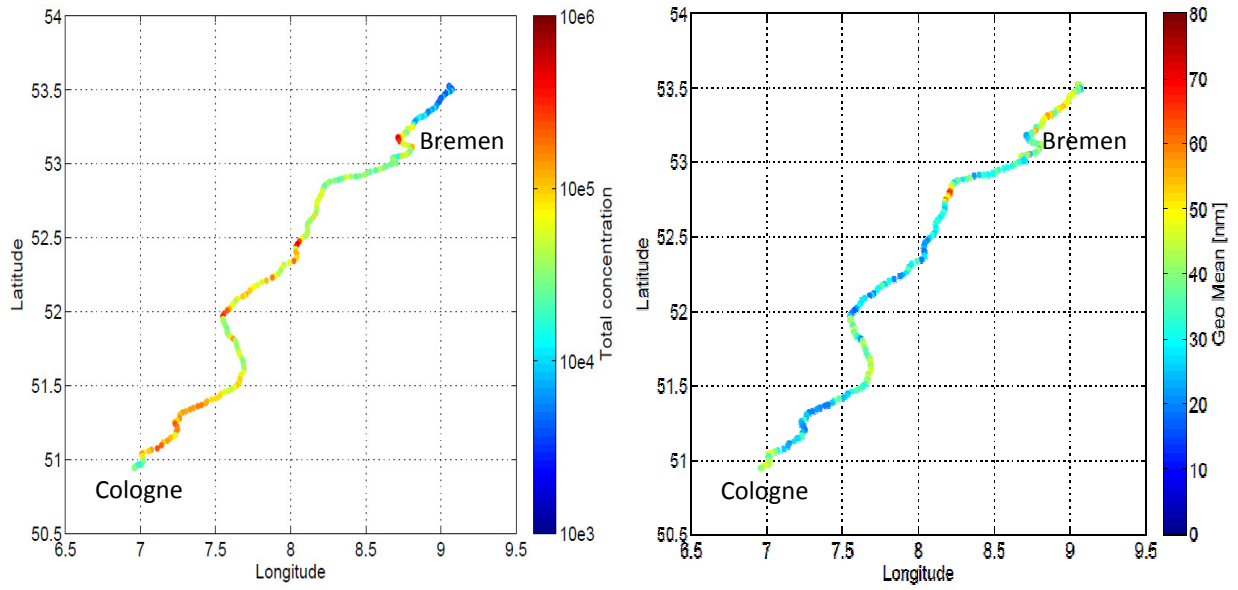 54
53.5
53
52.5
52
51.5
51
50.5
6.5 7 7.5 8 8.5 9 9.5
Latitude
Longitude
Bremen
Cologne
10e6
10e5
10e4
10e3
Total concentration
54
53.5
53
52.5
52
51.5
51
50.5
6.5 7 7.5 8 8.5 9 9.5
Latitude
Longitude
Bremen
Cologne
80
70
60
50
40
30
20
10
0
Geo Mean [nm]